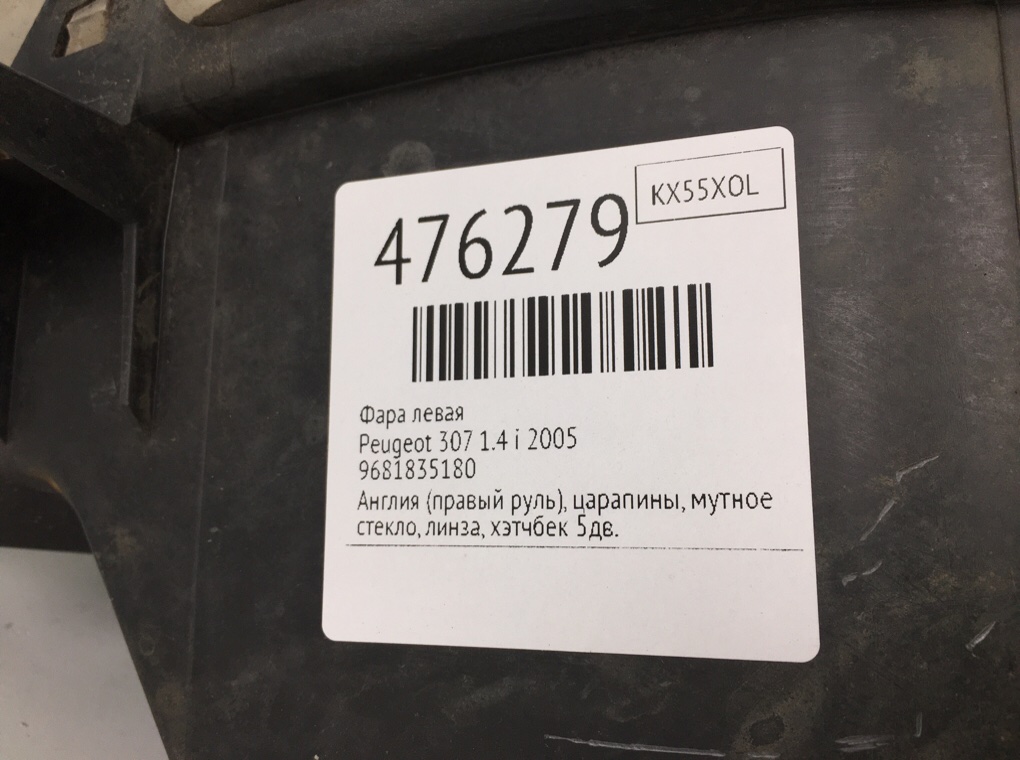 KX55XOL
476279
Фара левая
Peugeot 307 1.4 i 2005
9681835180
Англия (правый руль), царапины, мутное
стекло, линза, хэтчбек 5дв.